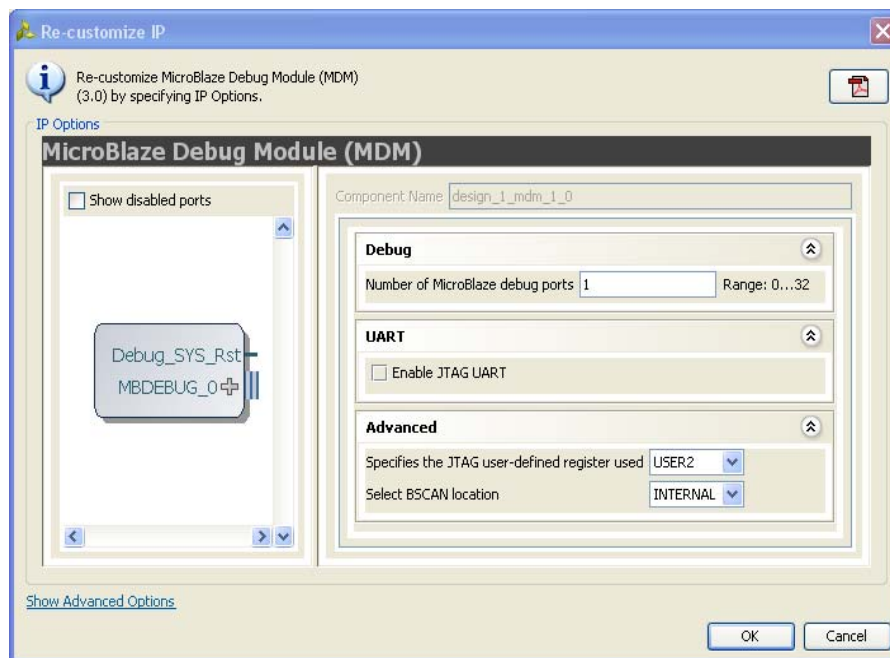 Re-customize IP
Re-customize MicroBlaze Debug Module (MDM)
(3.0) by specifying IP Options.
IP Options
MicroBlaze Debug Module (MDM)
Show disabled ports
Debug_SYS_Rst
MBDEBUG_0
Component Name design_1_mdm_1_0
Debug
Number of MicroBlaze debug ports 1 Range: 0...32
UART
Enable JTAG UART
Advanced
Specifies the JTAG user-defined register used USER2
Select BSCAN location INTERNAL
Show Advanced Options
OK Cancel